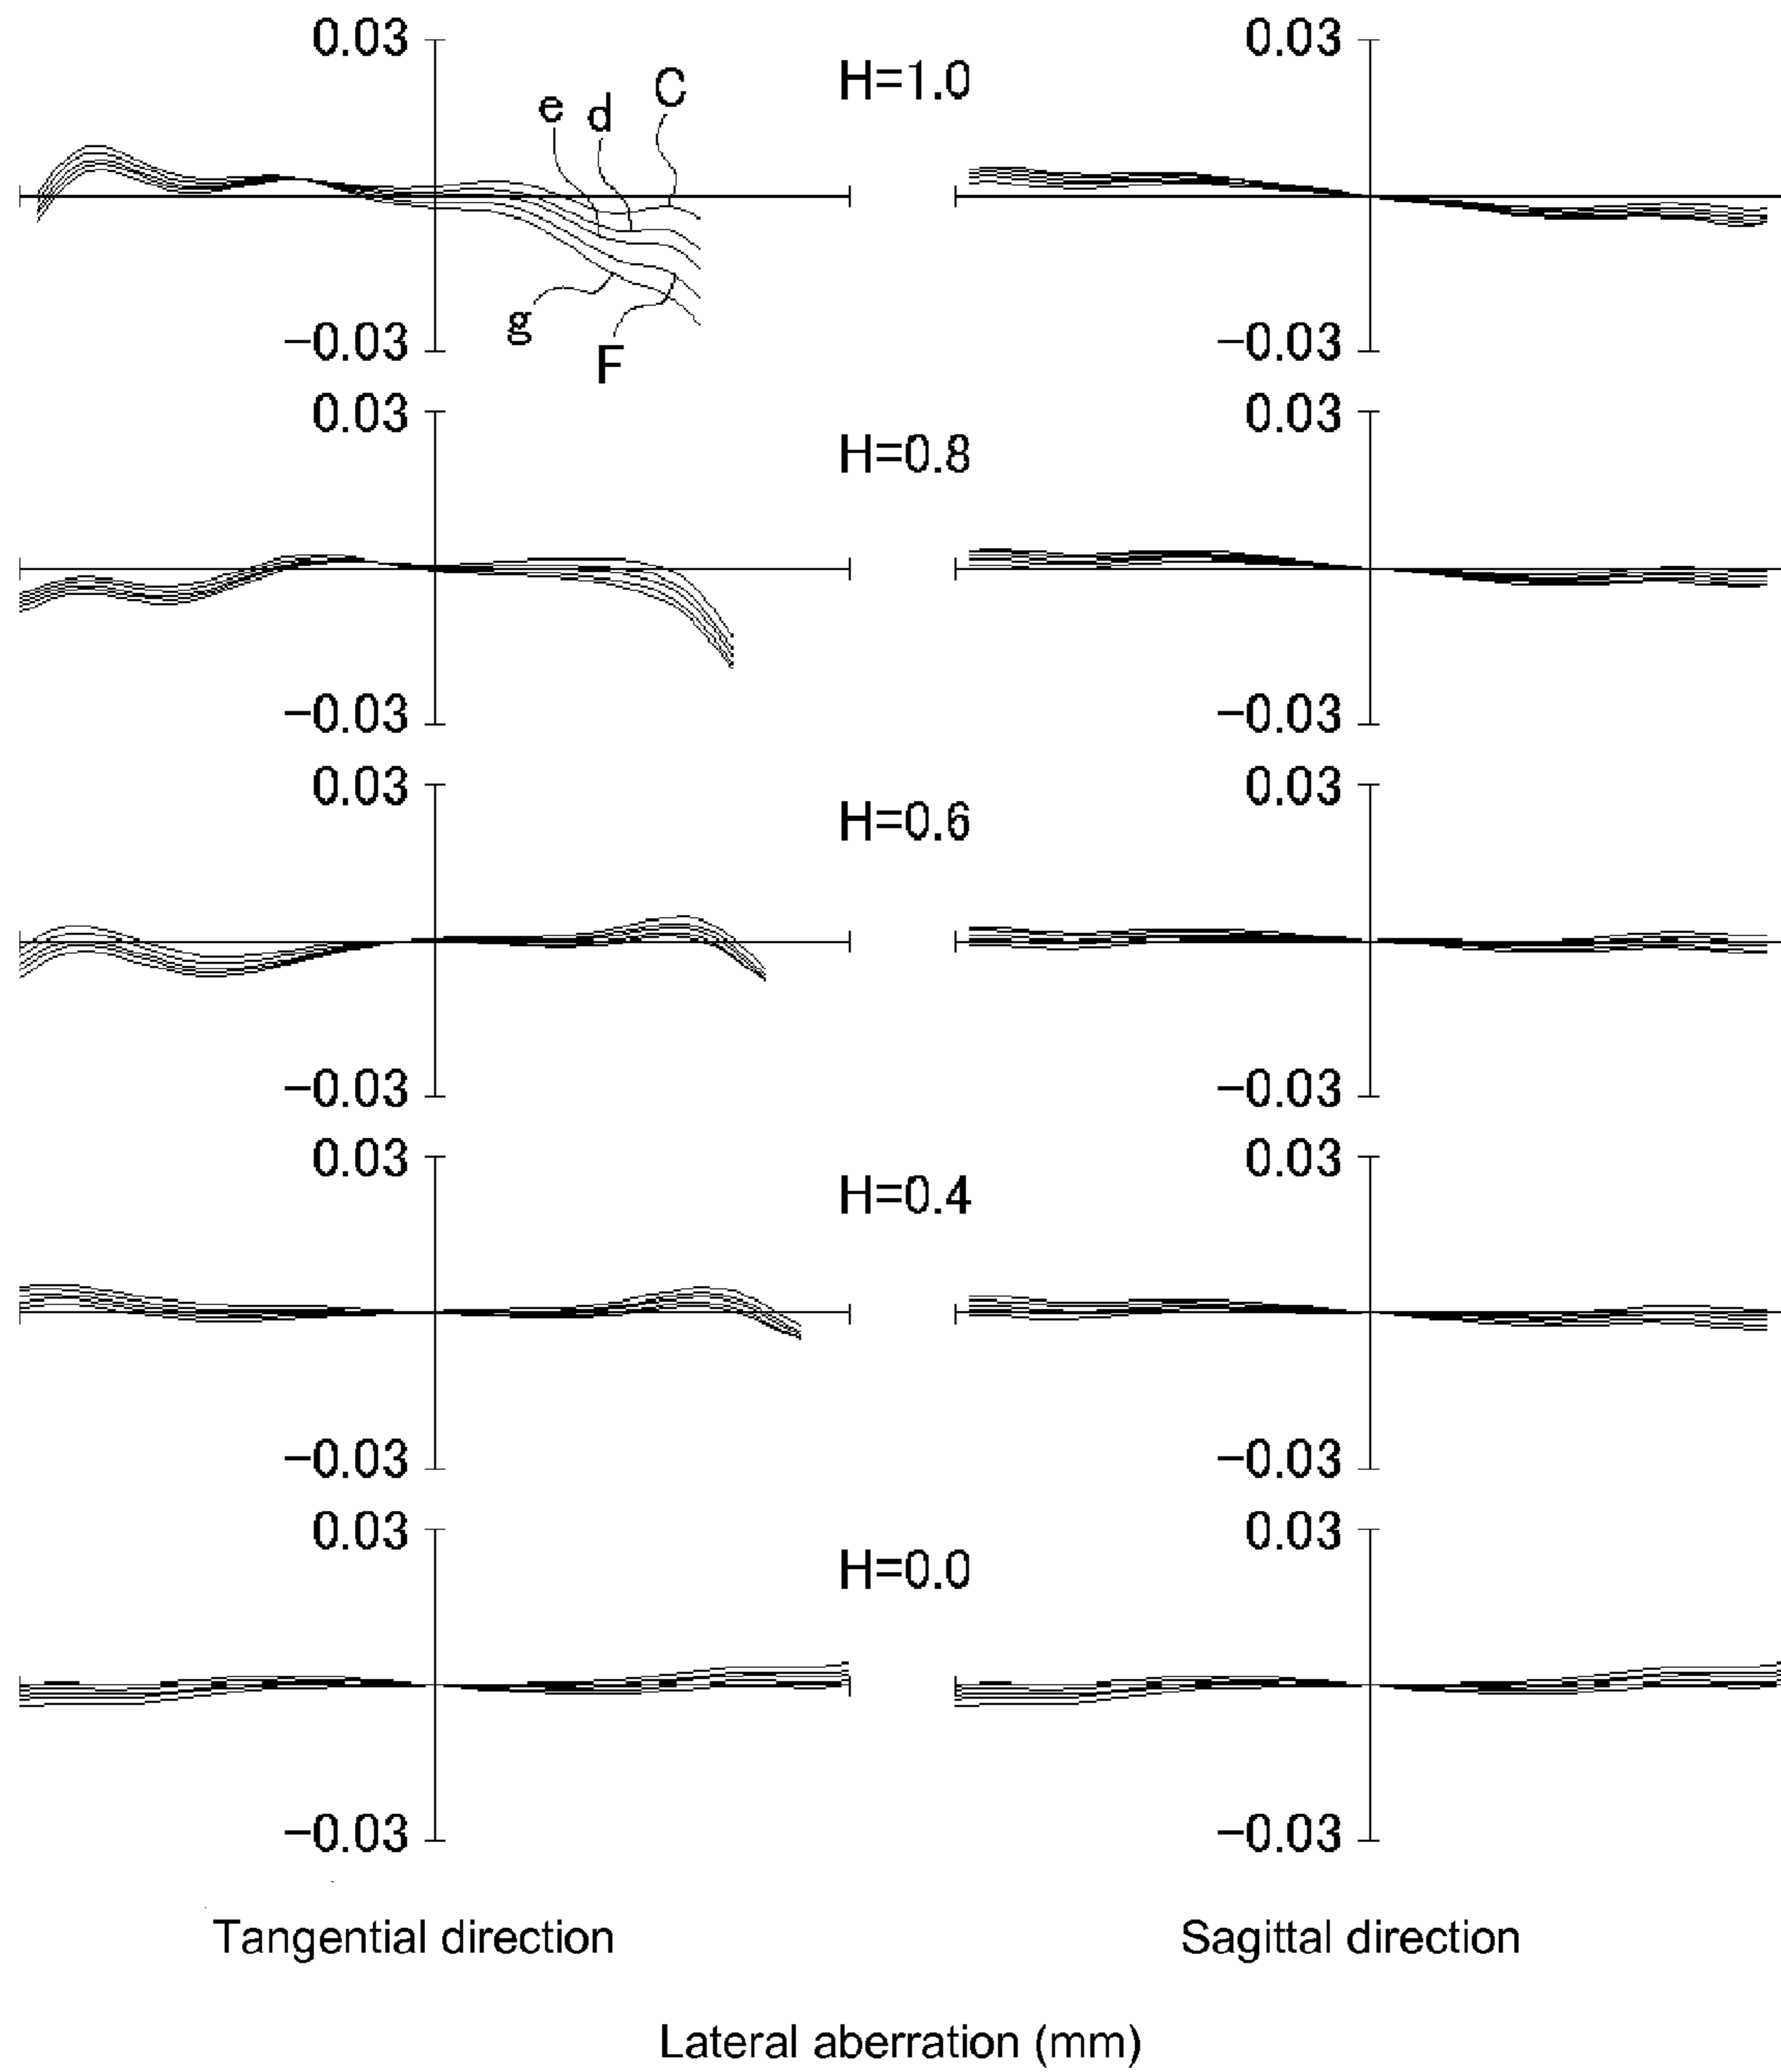 0.03 0.03
H=1.0
e d C
g
F
−0.03 −0.03
0.03 0.03
H=0.8
−0.03 −0.03
0.03 0.03
H=0.6
−0.03 −0.03
0.03 0.03
H=0.4
−0.03 −0.03
0.03 0.03
H=0.0
−0.03 −0.03
Tangential direction Sagittal direction
Lateral aberration (mm)